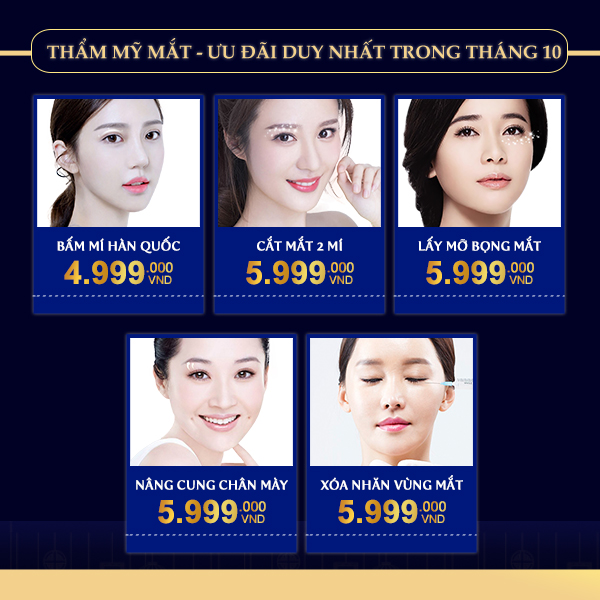 THẨM MỸ MẮT - ƯU ĐÃI DUY NHẤT TRONG THÁNG 10
BẤM MÍ HÀN QUỐC
4.999.000 VND
CẮT MẮT 2 MÍ
5.999.000 VND
LẤY MỠ BỌNG MẮT
5.999.000 VND
NÂNG CUNG CHÂN MÀY
5.999.000 VND
XÓA NHĂN VÙNG MẮT
5.999.000 VND